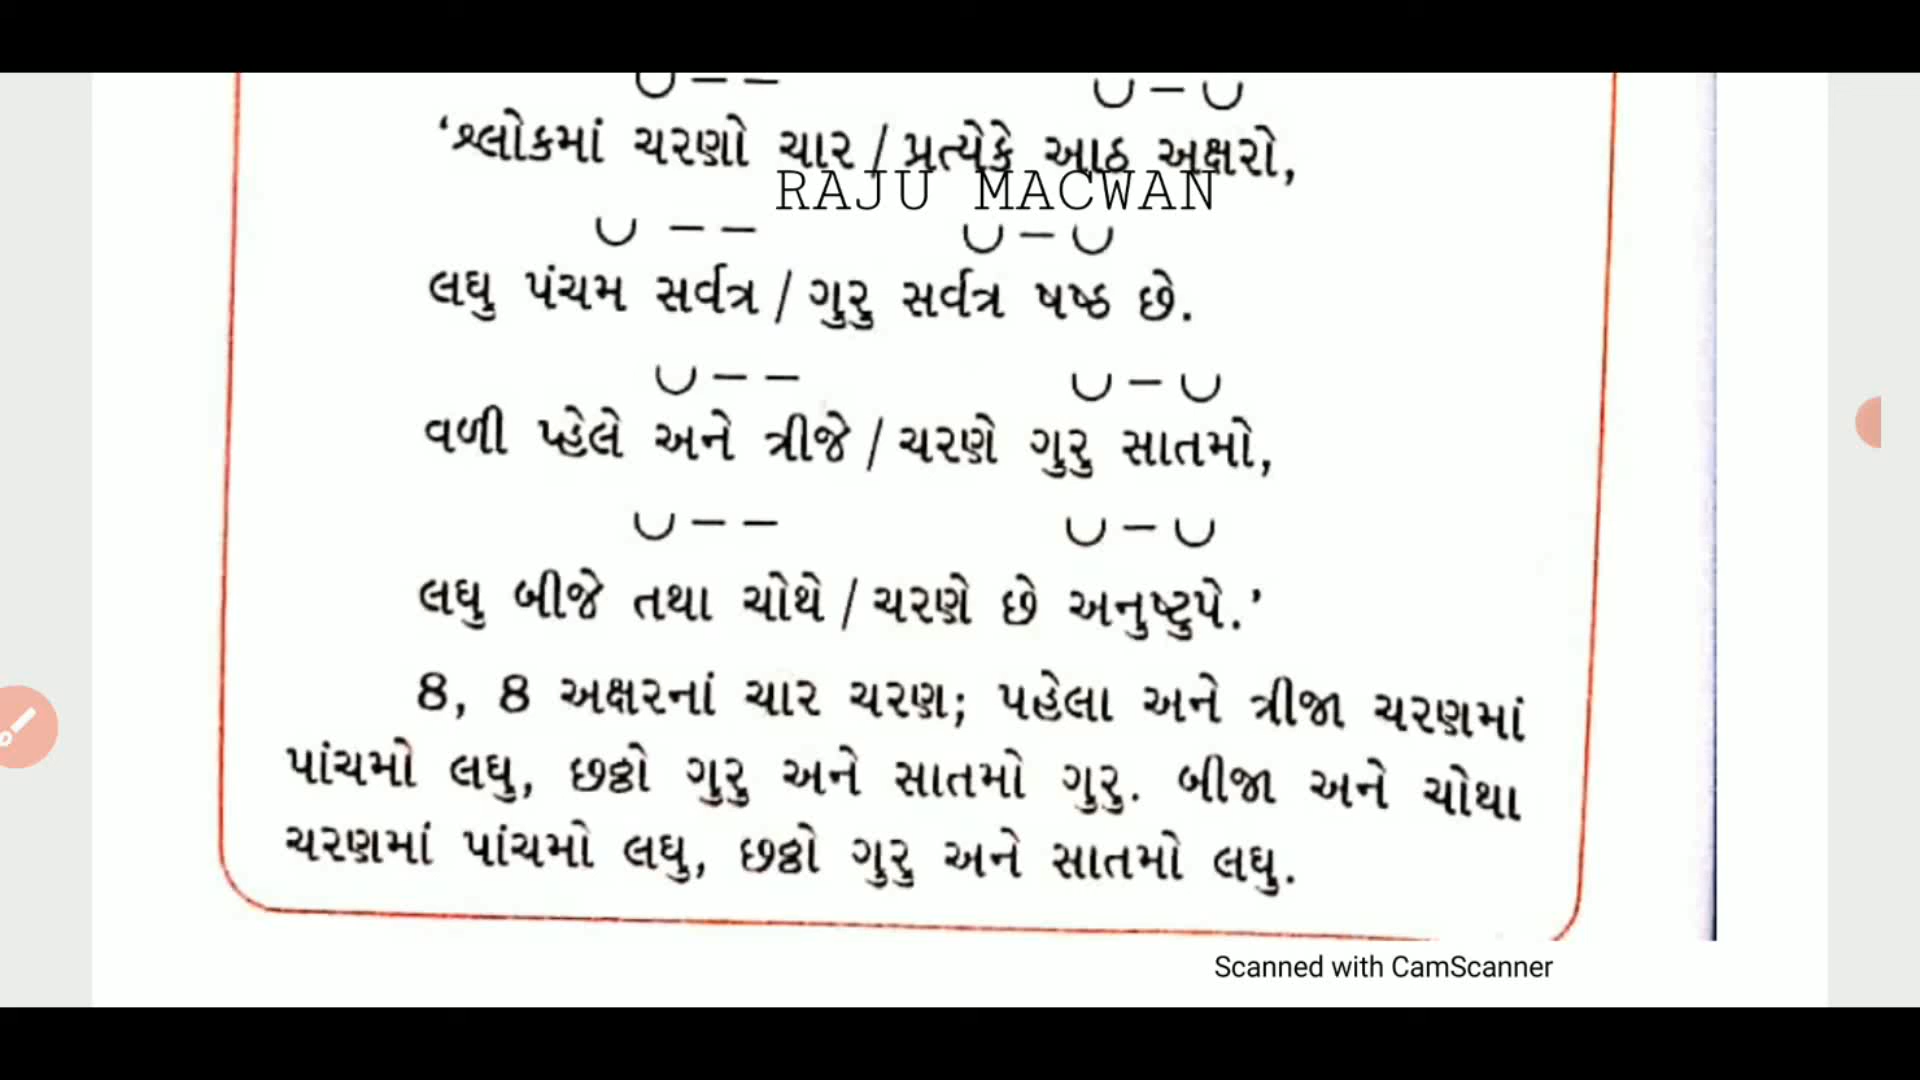 ∪ – –    ∪ – ∪
‘શ્લોકમાં ચરણો ચાર / પ્રત્યેકે આઠ અક્ષરો,
RAJU MACWAN
∪ – –    ∪ – ∪
લઘુ પંચમ સર્વત્ર / ગુરુ સર્વત્ર ષષ્ઠ છે.
∪ – –    ∪ – ∪
વળી પ્હેલે અને ત્રીજે / ચરણે ગુરુ સાતમો,
∪ – –    ∪ – ∪
લઘુ બીજે તથા ચોથે / ચરણે છે અનુષ્ટુપે.’
8, 8 અક્ષરનાં ચાર ચરણ; પહેલા અને ત્રીજા ચરણમાં
પાંચમો લઘુ, છઠ્ઠો ગુરુ અને સાતમો ગુરુ. બીજા અને ચોથા
ચરણમાં પાંચમો લઘુ, છઠ્ઠો ગુરુ અને સાતમો લઘુ.
Scanned with CamScanner